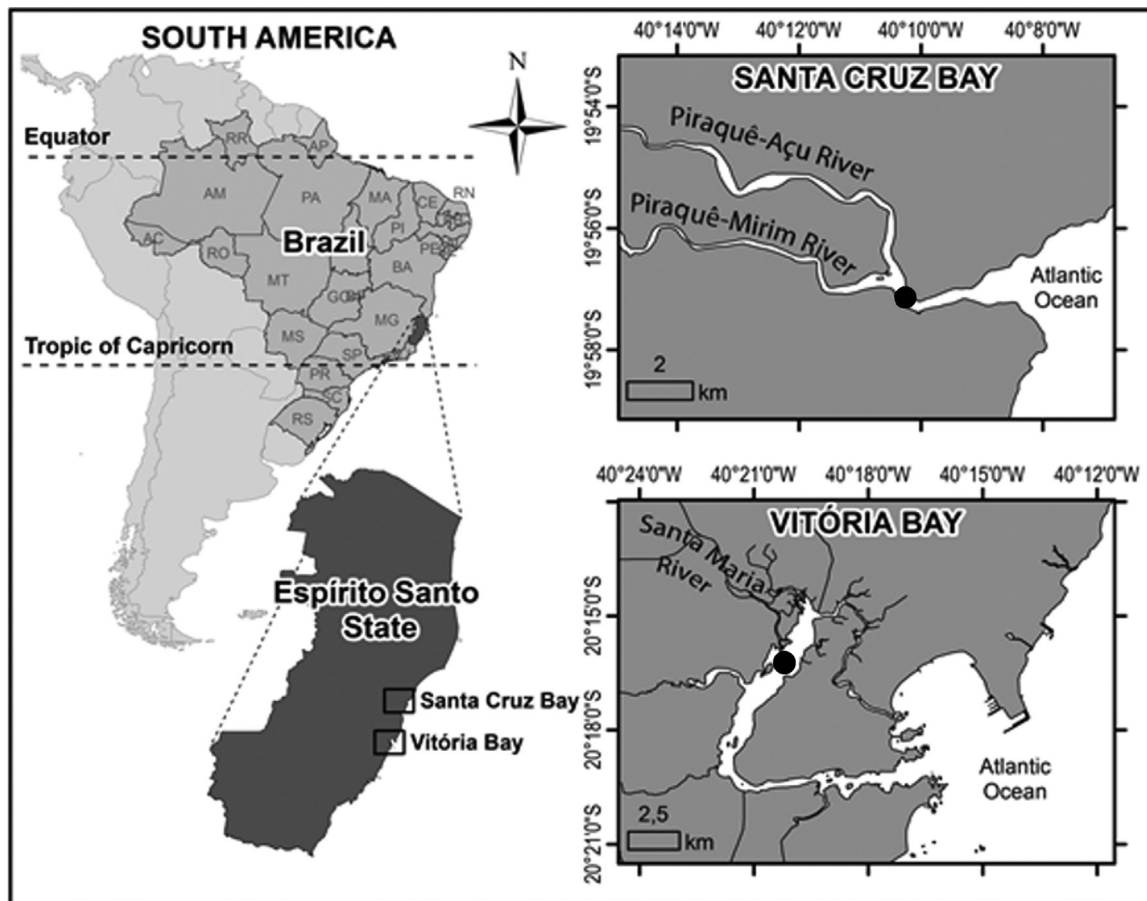 SOUTH AMERICA
N
Equator
RR
AP
AM
PA
MA
CE
RN
PI
AC
RO
Brazil
PE
MT
BA
GO
MG
MS
Tropic of Capricorn
SP
PR
SC
RS
Espírito Santo
State
Santa Cruz Bay
Vitória Bay
40°14'0"W 40°12'0"W 40°10'0"W 40°8'0"W
SANTA CRUZ BAY
19°54'0"S
19°56'0"S
19°58'0"S
Piraquê-Açu River
Piraquê-Mirim River
Atlantic
Ocean
2
km
40°24'0"W 40°21'0"W 40°18'0"W 40°15'0"W 40°12'0"W
VITÓRIA BAY
Santa Maria
River
20°15'0"S
20°18'0"S
20°21'0"S
Atlantic
Ocean
2,5
km